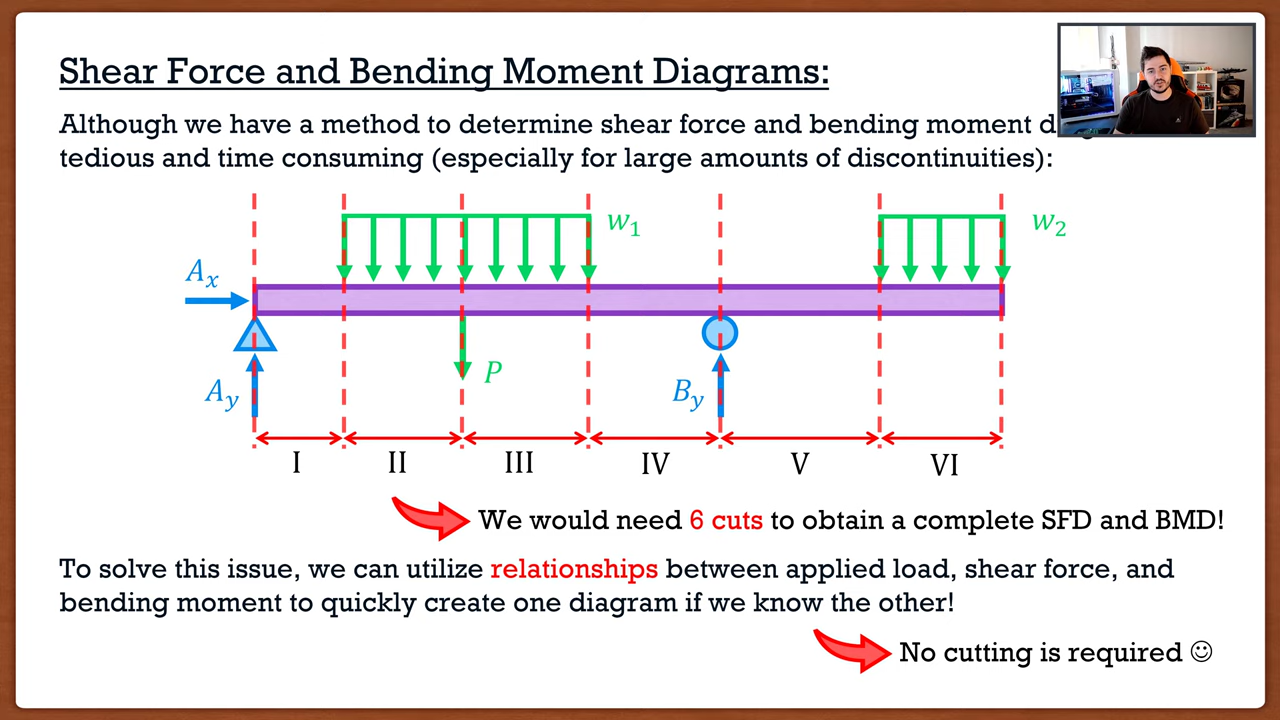 Shear Force and Bending Moment Diagrams:
Although we have a method to determine shear force and bending moment
tedious and time consuming (especially for large amounts of discontinuities):
w₁
w₂
Aₓ
P
A_y
B_y
I
II
III
IV
V
VI
We would need 6 cuts to obtain a complete SFD and BMD!
To solve this issue, we can utilize relationships between applied load, shear force, and
bending moment to quickly create one diagram if we know the other!
No cutting is required ☺